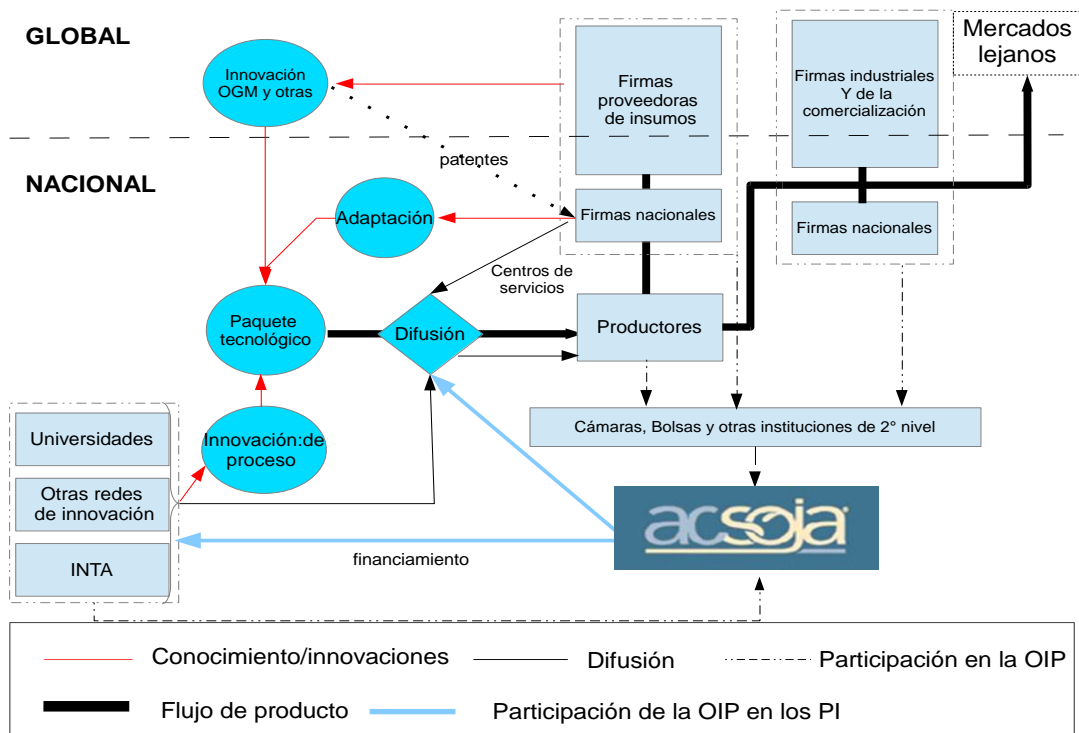 GLOBAL
Innovación
OGM y otras
Firmas
proveedoras
de insumos
Firmas industriales
Y de la
comercialización
Mercados
lejanos
patentes
NACIONAL
Adaptación
Firmas nacionales
Firmas nacionales
Centros de
servicios
Paquete
tecnológico
Difusión
Productores
Universidades
Otras redes
de innovación
INTA
Innovación:de
proceso
Cámaras, Bolsas y otras instituciones de 2° nivel
acsoja
financiamiento
Conocimiento/innovaciones
Difusión
Participación en la OIP
Flujo de producto
Participación de la OIP en los PI